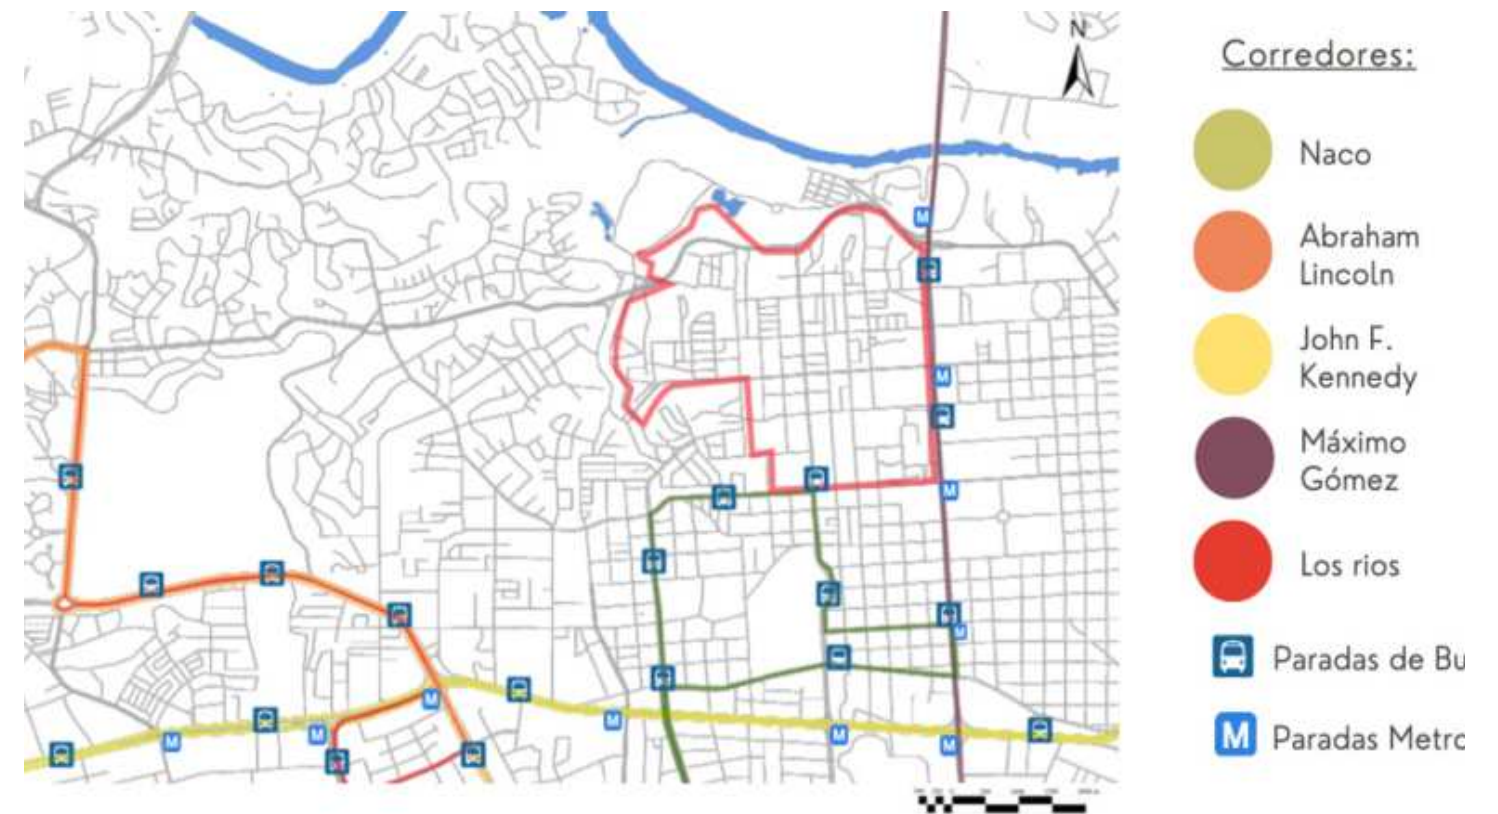 N
Corredores:
Naco
Abraham
Lincoln
John F.
Kennedy
Máximo
Gómez
Los rios
Paradas de Bu
M Paradas Metro
M
M
M
M
M
M
M
M
M
M